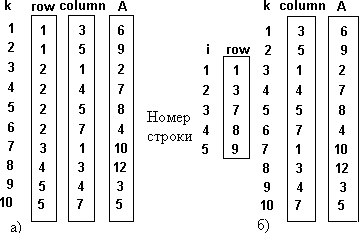 k row column A
1 1 3 6
2 1 5 9
3 2 1 2
4 2 4 7
5 2 5 8
6 2 7 4
7 3 1 10
8 4 3 12
9 5 4 3
10 5 7 5
а)
Номер
строки
i row
1 1
2 3
3 7
4 8
5 9
k column A
1 3 6
2 5 9
3 1 2
4 4 7
5 5 8
6 7 4
7 1 10
8 3 12
9 4 3
10 7 5
б)